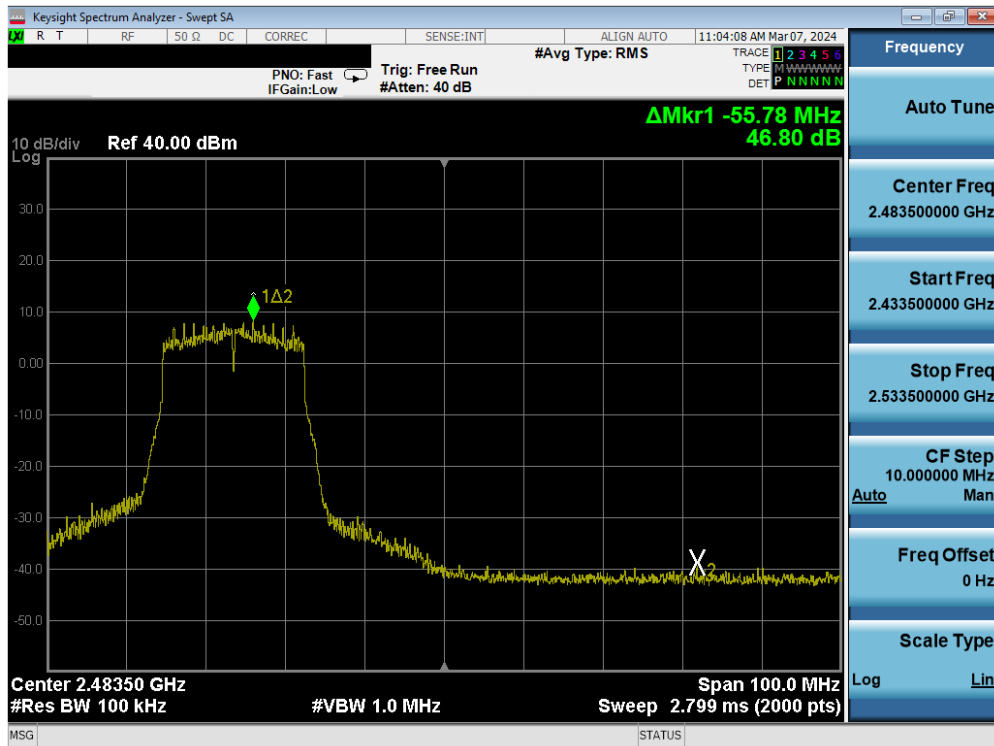 Keysight Spectrum Analyzer - Swept SA
LXI R T RF 50 Ω DC CORREC SENSE:INT ALIGN AUTO 11:04:08 AM Mar 07, 2024
Frequency
#Avg Type: RMS
TRACE 1 2 3 4 5 6
PNO: Fast
Trig: Free Run
TYPE M W W W W W
IFGain:Low
#Atten: 40 dB
DET P N N N N N
Auto Tune
ΔMkr1 -55.78 MHz
46.80 dB
10 dB/div Ref 40.00 dBm
Log
Center Freq
2.483500000 GHz
30.0
20.0
Start Freq
2.433500000 GHz
1Δ2
10.0
0.00
Stop Freq
2.533500000 GHz
-10.0
-20.0
CF Step
10.000000 MHz
Auto Man
-30.0
Freq Offset
0 Hz
-40.0
X2
-50.0
Scale Type
Log Lin
Center 2.48350 GHz Span 100.0 MHz
#Res BW 100 kHz #VBW 1.0 MHz Sweep 2.799 ms (2000 pts)
MSG STATUS